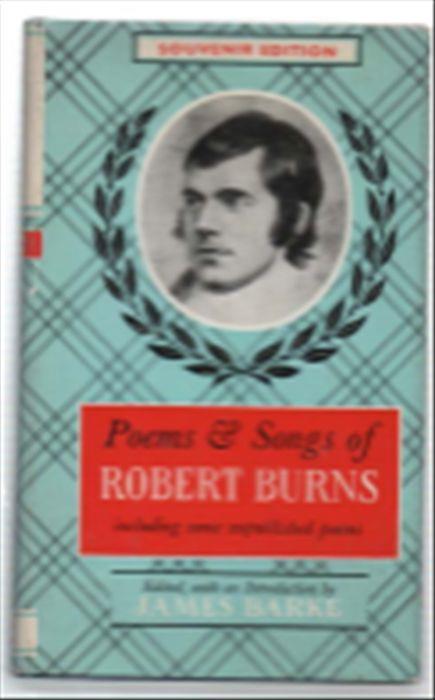 SOUVENIR EDITION
Poems & Songs of
ROBERT BURNS
including some unpublished poems
Edited, with an Introduction by
JAMES BARKE